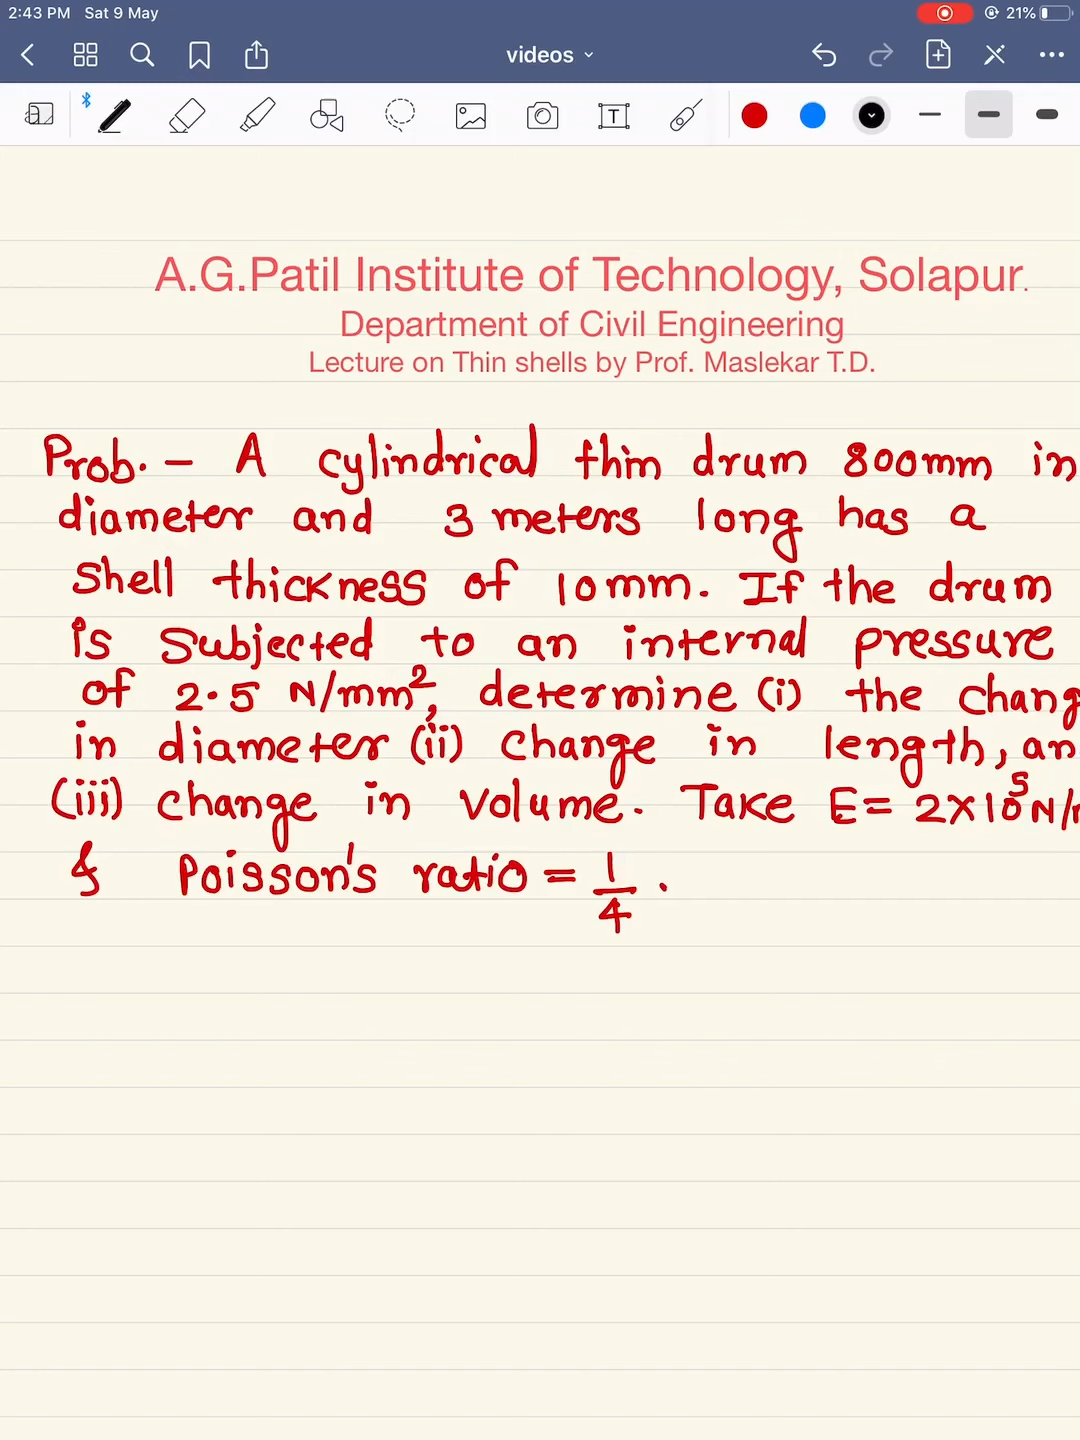 2:43 PM Sat 9 May
21%
videos
T
A.G.Patil Institute of Technology, Solapur.
Department of Civil Engineering
Lecture on Thin shells by Prof. Maslekar T.D.
Prob. - A cylindrical thin drum 800mm in
diameter and 3 meters long has a
shell thickness of 10mm. If the drum
is subjected to an internal pressure
of 2.5 N/mm², determine (i) the chang
in diameter (ii) change in length, an
(iii) change in volume. Take E= 2×10⁵N/
& Poisson's ratio = 1/4 .